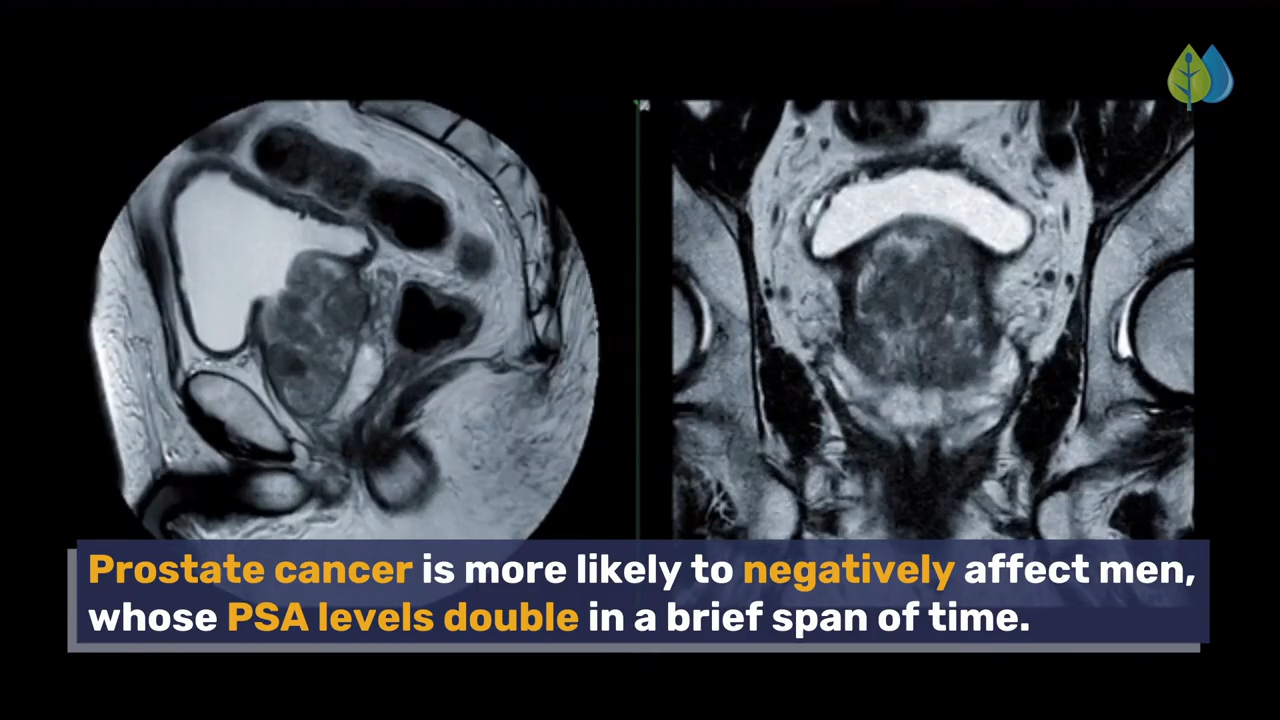 Prostate cancer is more likely to negatively affect men,
whose PSA levels double in a brief span of time.